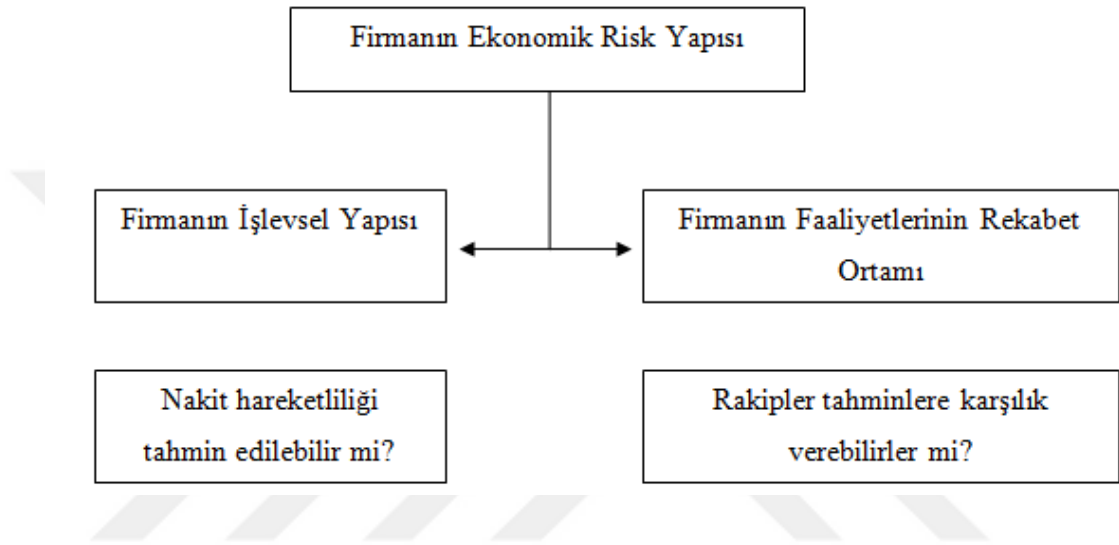 Firmanın Ekonomik Risk Yapısı
Firmanın İşlevsel Yapısı
Firmanın Faaliyetlerinin Rekabet
Ortamı
Nakit hareketliliği
tahmin edilebilir mi?
Rakipler tahminlere karşılık
verebilirler mi?